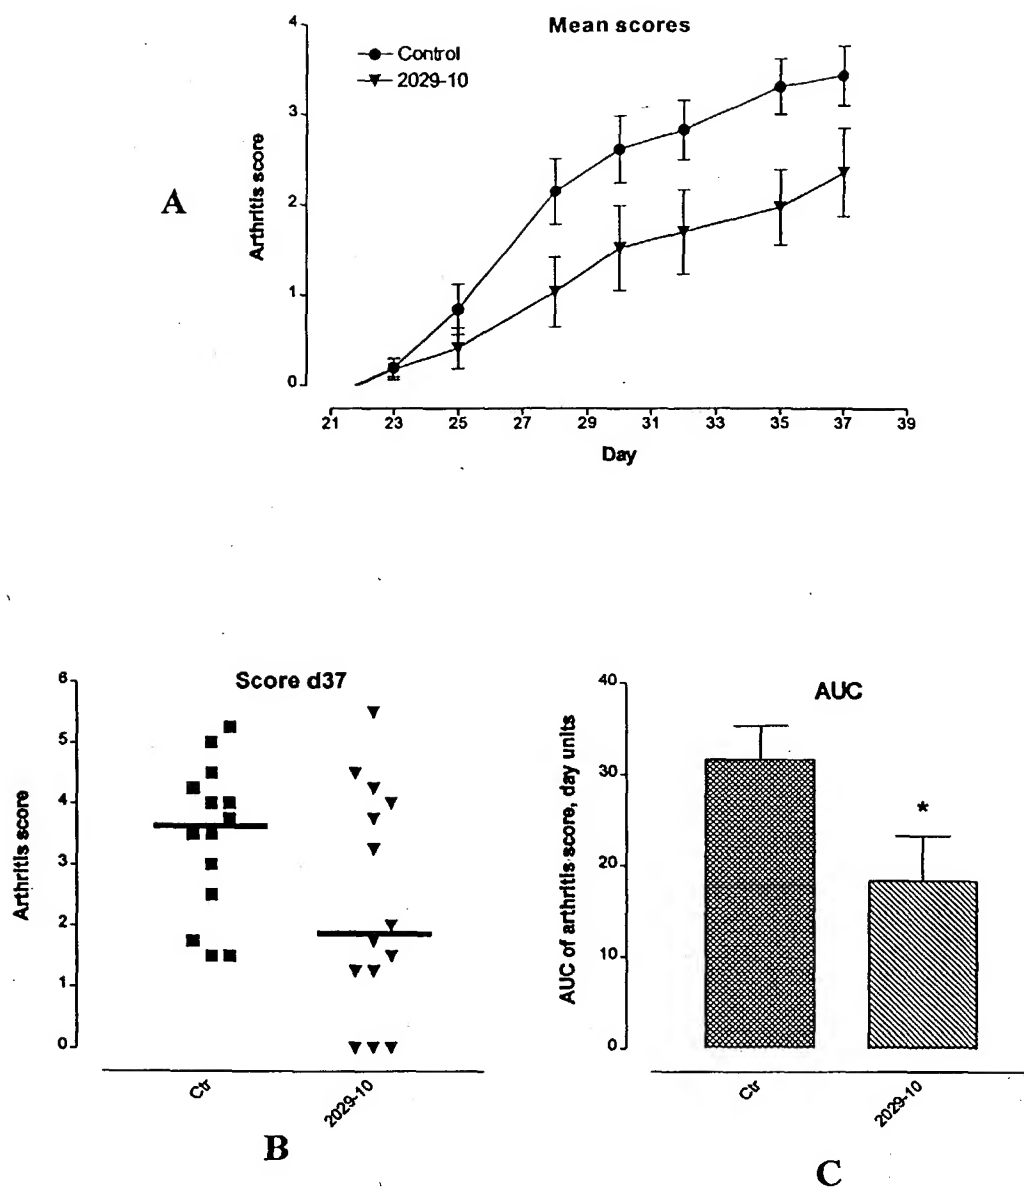 Mean scores
Control
2029-10
4
3
2
1
0
Arthritis score
A
21 23 25 27 29 31 33 35 37 39
Day
Score d37
6
5
4
3
2
1
0
Arthritis score
Ctr
2029-10
B
AUC
40
30
20
10
0
AUC of arthritis score, day units
*
Ctr
2029-10
C